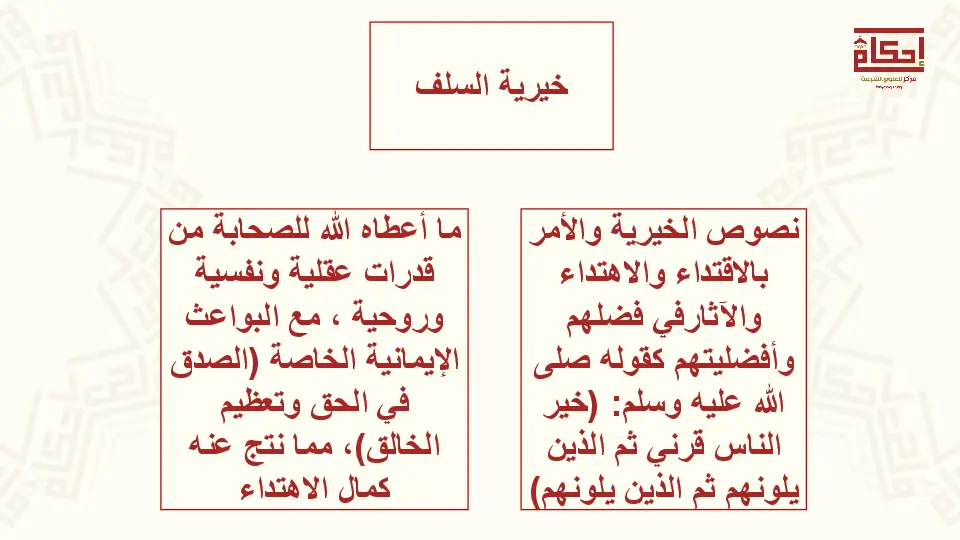 خيرية السلف
إحكام
مركز للعلوم الشرعية
نصوص الخيرية والأمر
بالاقتداء والاهتداء
والآثارفي فضلهم
وأفضليتهم كقوله صلى
الله عليه وسلم: (خير
الناس قرني ثم الذين
يلونهم ثم الذين يلونهم)
ما أعطاه الله للصحابة من
قدرات عقلية ونفسية
وروحية ، مع البواعث
الإيمانية الخاصة (الصدق
في الحق وتعظيم
الخالق)، مما نتج عنه
كمال الاهتداء